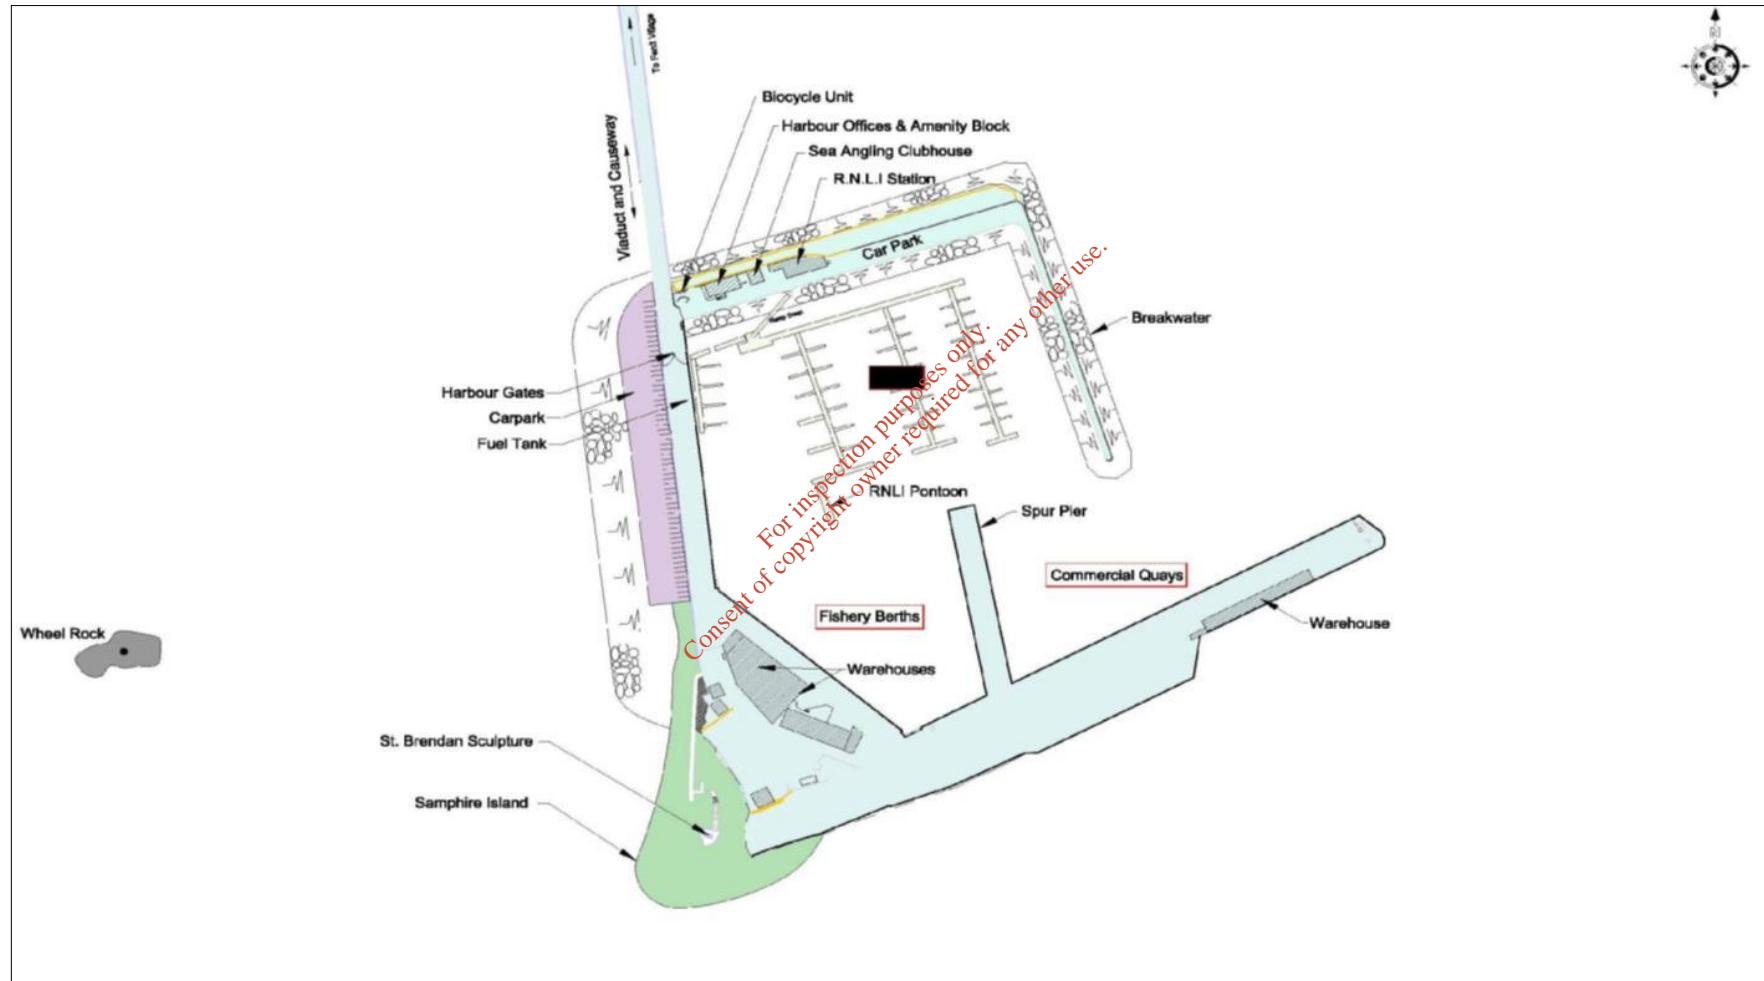 N
To Fenit Village
Viaduct and Causeway
Biocycle Unit
Harbour Offices & Amenity Block
Sea Angling Clubhouse
R.N.L.I Station
Car Park
Breakwater
Harbour Gates
Carpark
Fuel Tank
RNLI Pontoon
Spur Pier
Commercial Quays
Fishery Berths
Warehouse
Wheel Rock
Warehouses
St. Brendan Sculpture
Samphire Island
For inspection purposes only.
Consent of copyright owner required for any other use.